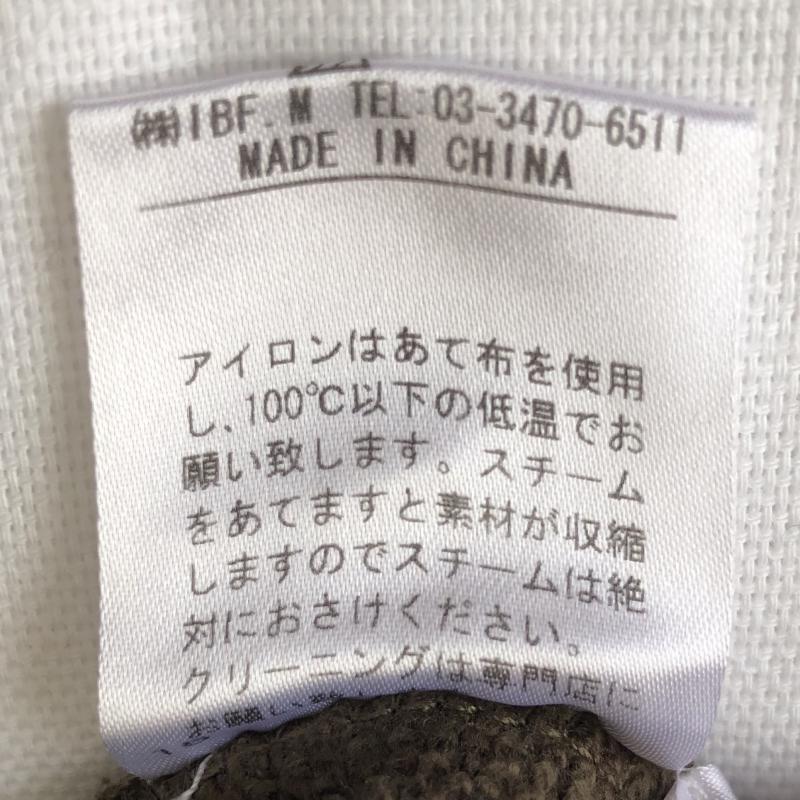 ㈱IBF.M TEL:03-3470-6511
MADE IN CHINA
アイロンはあて布を使用
し、100℃以下の低温でお
願い致します。スチーム
をあてますと素材が収縮
しますのでスチームは絶
対におさけください。
クリーニングは専門店に
お願い致